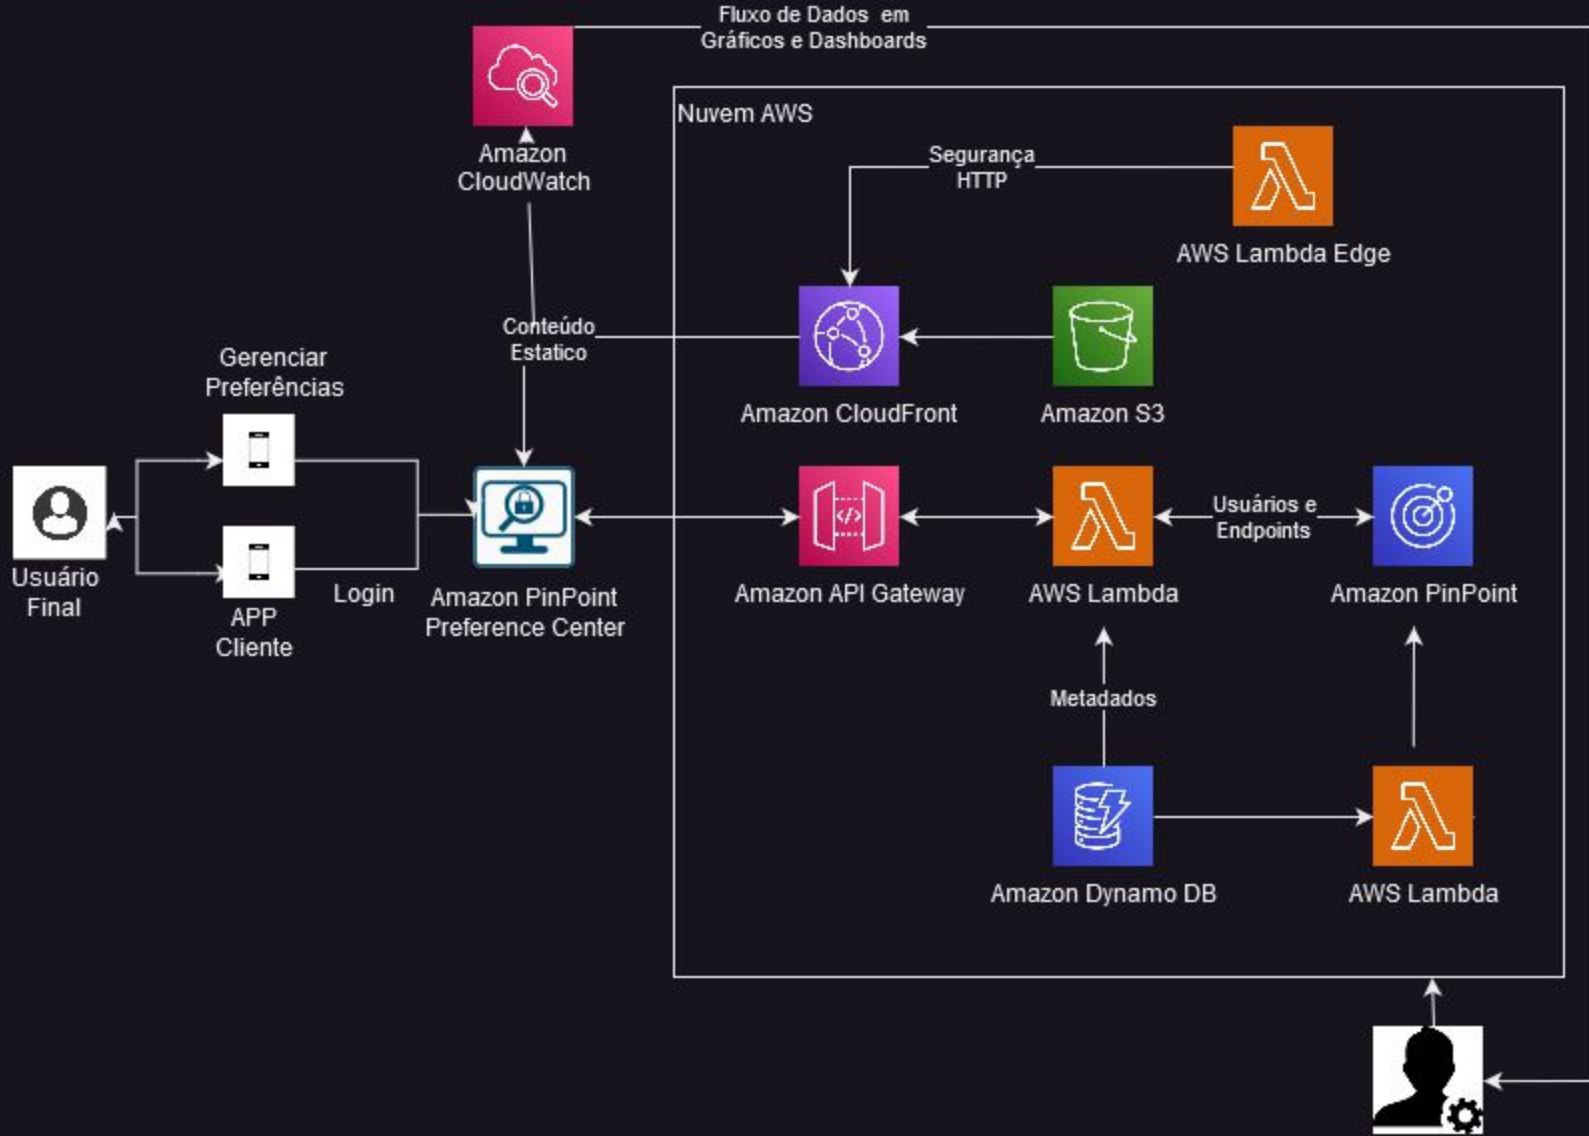 Fluxo de Dados em
Gráficos e Dashboards
Nuvem AWS
Amazon
CloudWatch
Segurança
HTTP
AWS Lambda Edge
Conteúdo
Estatico
Amazon CloudFront
Amazon S3
Gerenciar
Preferências
Usuário
Final
APP
Cliente
Login
Amazon PinPoint
Preference Center
</>
Amazon API Gateway
AWS Lambda
Usuários e
Endpoints
Amazon PinPoint
Metadados
Amazon Dynamo DB
AWS Lambda